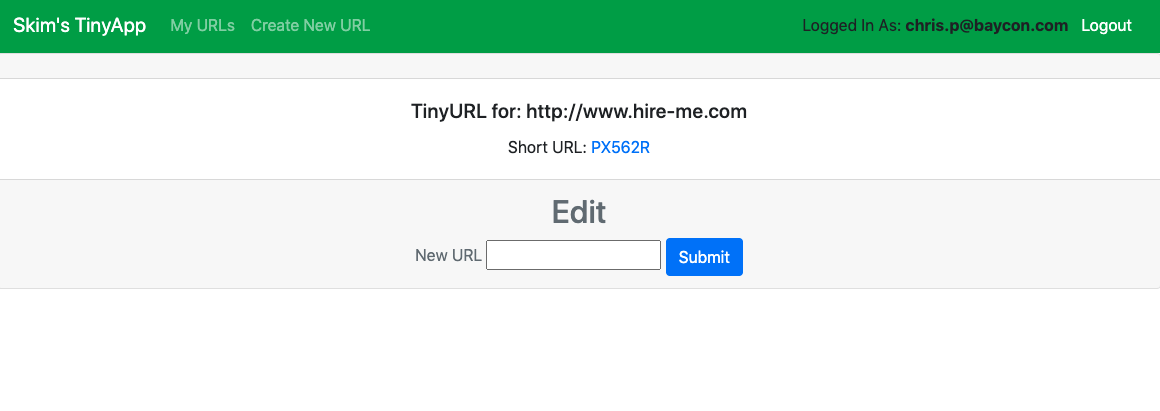 Skim's TinyApp My URLs Create New URL Logged In As: chris.p@baycon.com Logout
TinyURL for: http://www.hire-me.com
Short URL: PX562R
Edit
New URL Submit